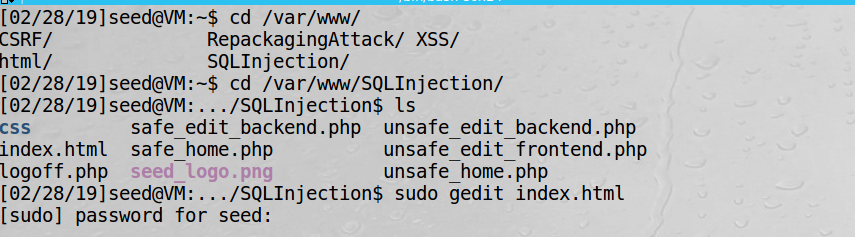 [02/28/19]seed@VM:~$ cd /var/www/
CSRF/           RepackagingAttack/ XSS/
html/           SQLInjection/
[02/28/19]seed@VM:~$ cd /var/www/SQLInjection/
[02/28/19]seed@VM:.../SQLInjection$ ls
css         safe_edit_backend.php  unsafe_edit_backend.php
index.html  safe_home.php          unsafe_edit_frontend.php
logoff.php  seed_logo.png          unsafe_home.php
[02/28/19]seed@VM:.../SQLInjection$ sudo gedit index.html
[sudo] password for seed: